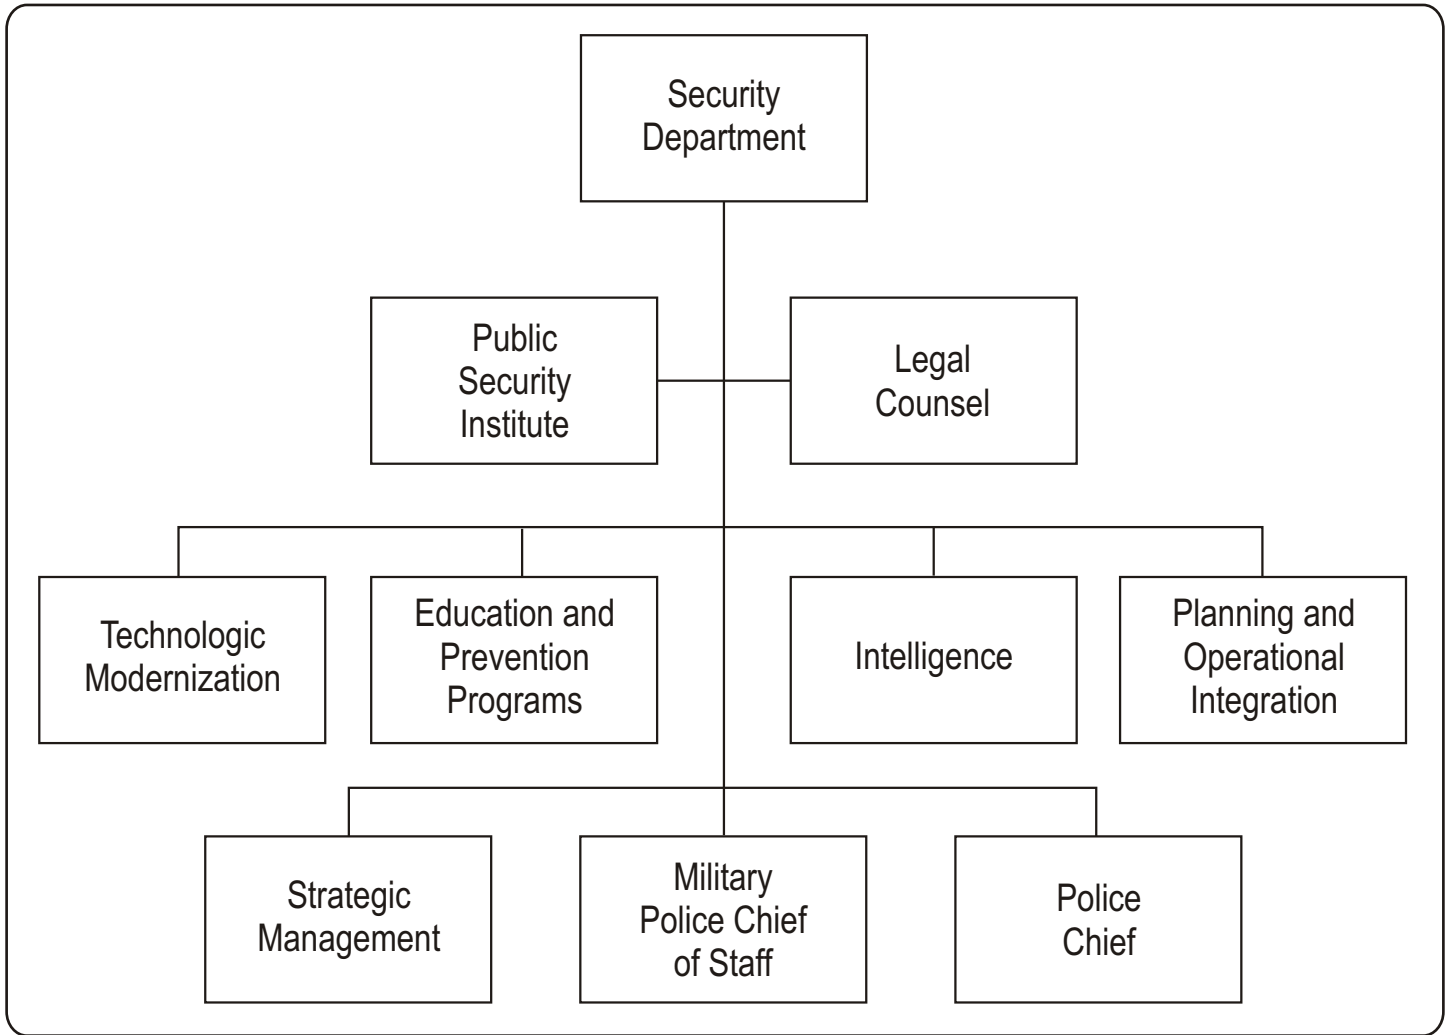 Security
Department
Public
Security
Institute
Legal
Counsel
Technologic
Modernization
Education and
Prevention
Programs
Intelligence
Planning and
Operational
Integration
Strategic
Management
Military
Police Chief
of Staff
Police
Chief